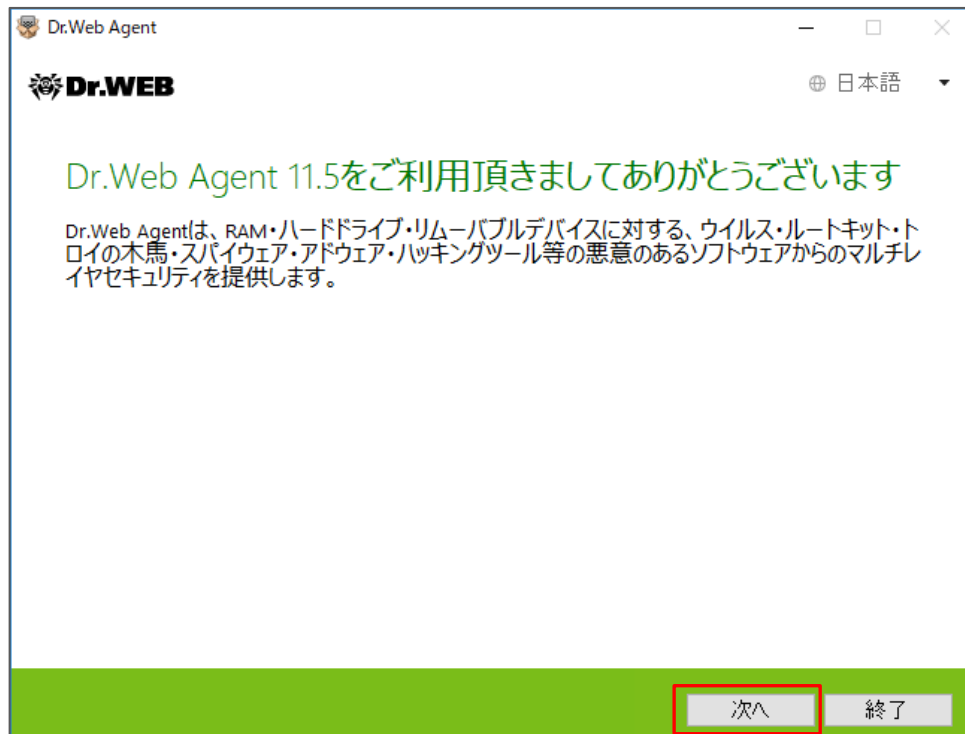 Dr.Web Agent
Dr.WEB
日本語
Dr.Web Agent 11.5をご利用頂きましてありがとうございます
Dr.Web Agentは、RAM・ハードドライブ・リムーバブルデバイスに対する、ウイルス・ルートキット・ト
ロイの木馬・スパイウェア・アドウェア・ハッキングツール等の悪意のあるソフトウェアからのマルチレ
イヤセキュリティを提供します。
次へ
終了